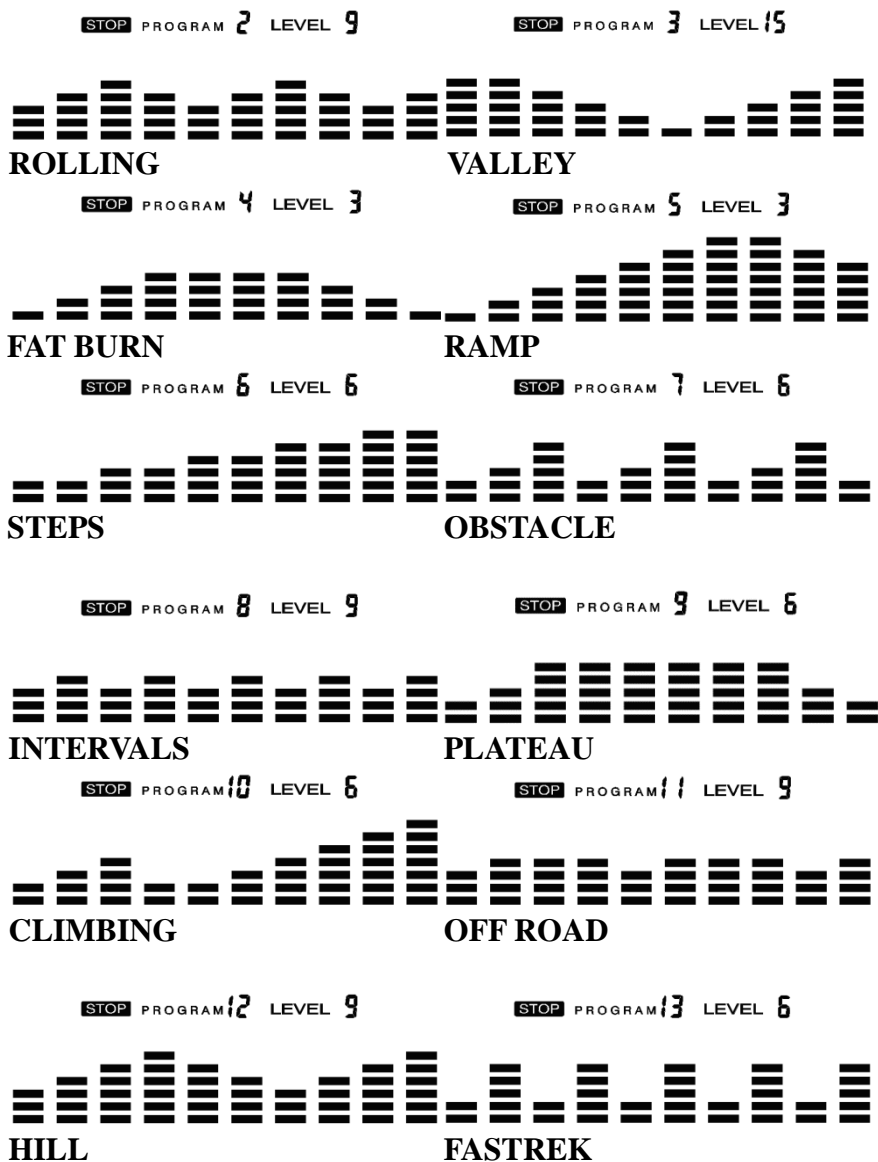 STOP PROGRAM 2 LEVEL 9
STOP PROGRAM 3 LEVEL 15
ROLLING
VALLEY
STOP PROGRAM 4 LEVEL 3
STOP PROGRAM 5 LEVEL 3
FAT BURN
RAMP
STOP PROGRAM 6 LEVEL 6
STOP PROGRAM 7 LEVEL 6
STEPS
OBSTACLE
STOP PROGRAM 8 LEVEL 9
STOP PROGRAM 9 LEVEL 6
INTERVALS
PLATEAU
STOP PROGRAM 10 LEVEL 6
STOP PROGRAM 11 LEVEL 9
CLIMBING
OFF ROAD
STOP PROGRAM 12 LEVEL 9
STOP PROGRAM 13 LEVEL 6
HILL
FASTREK